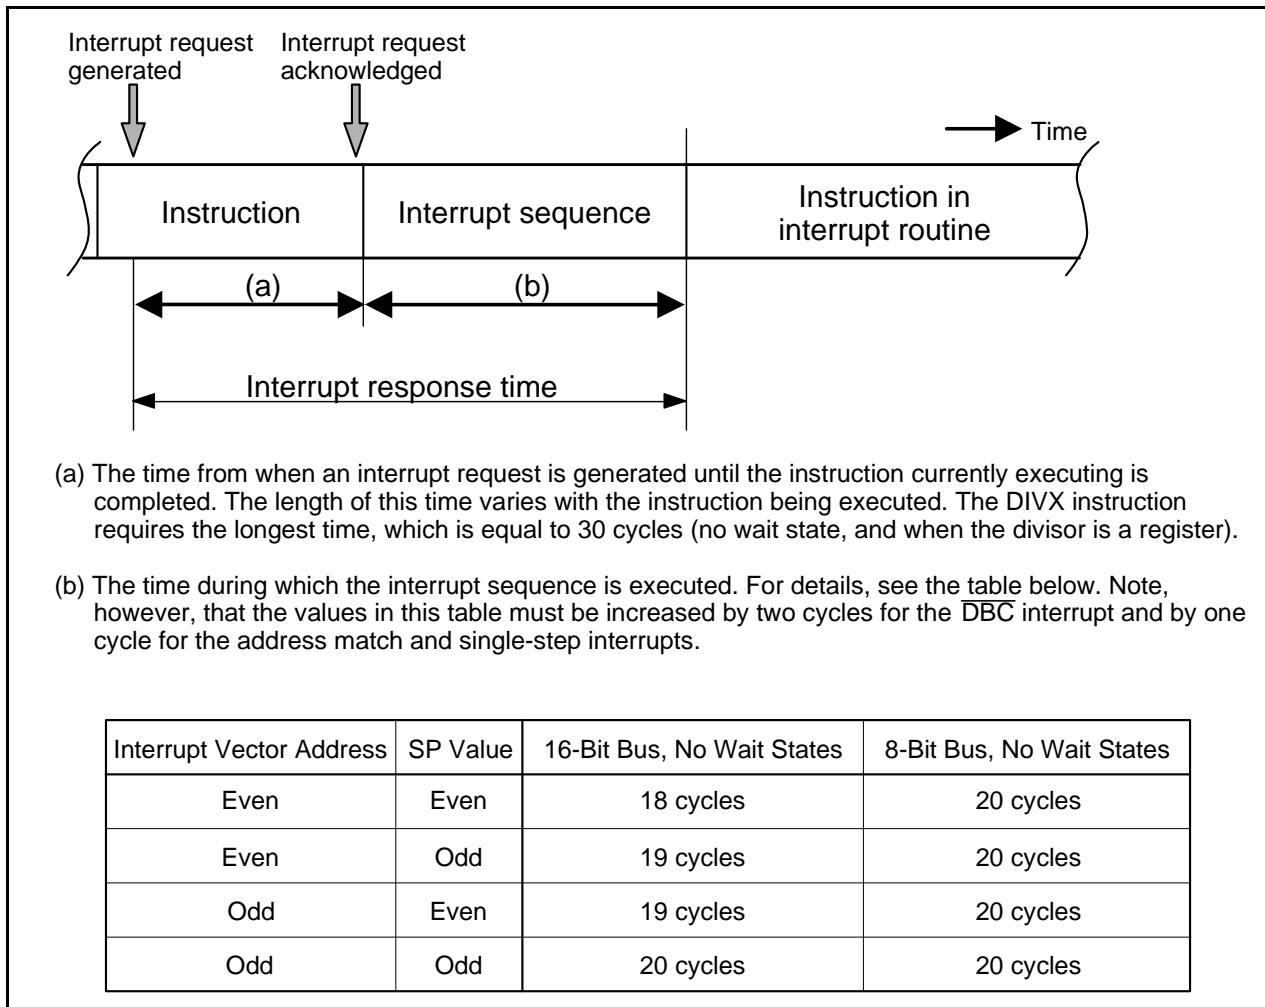 Interrupt request generated
Interrupt request acknowledged
Time
Instruction
Interrupt sequence
Instruction in
interrupt routine
(a)
(b)
Interrupt response time
(a) The time from when an interrupt request is generated until the instruction currently executing is
completed. The length of this time varies with the instruction being executed. The DIVX instruction
requires the longest time, which is equal to 30 cycles (no wait state, and when the divisor is a register).
(b) The time during which the interrupt sequence is executed. For details, see the table below. Note,
however, that the values in this table must be increased by two cycles for the DBC interrupt and by one
cycle for the address match and single-step interrupts.
Interrupt Vector Address SP Value 16-Bit Bus, No Wait States 8-Bit Bus, No Wait States
Even Even 18 cycles 20 cycles
Even Odd 19 cycles 20 cycles
Odd Even 19 cycles 20 cycles
Odd Odd 20 cycles 20 cycles